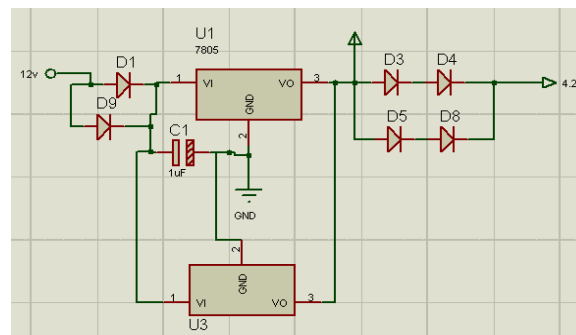 U1
7805
12v
D1
1
VI
VO
3
D3
D4
4.2
D9
GND
2
C1
1uF
D5
D8
GND
2
GND
1
VI
VO
3
U3